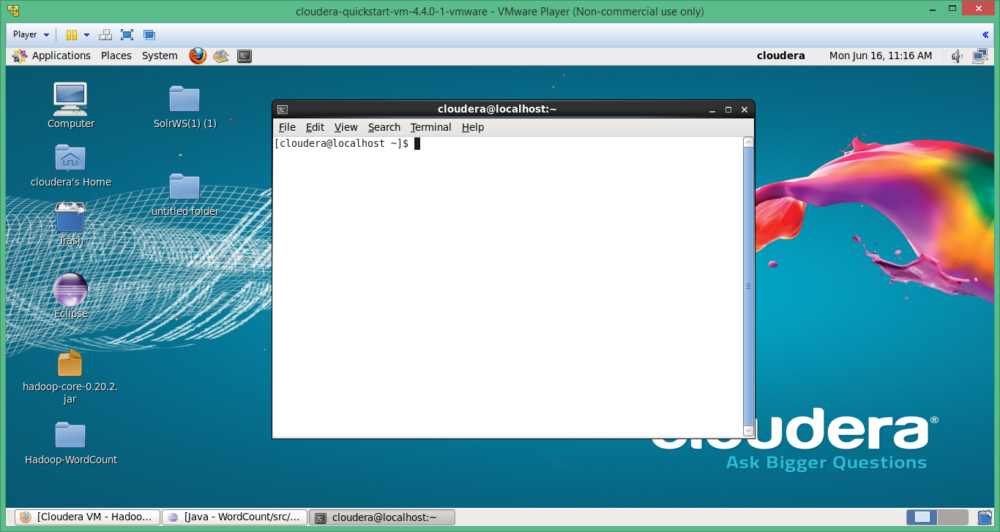 cloudera-quickstart-vm-4.4.0-1-vmware - VMware Player (Non-commercial use only)
Player
Applications Places System cloudera Mon Jun 16, 11:16 AM
Computer
SolrWS(1) (1)
cloudera's Home
untitled folder
Trash
Eclipse
hadoop-core-0.20.2.
jar
Hadoop-WordCount
cloudera@localhost:~
File Edit View Search Terminal Help
[cloudera@localhost ~]$
cloudera®
Ask Bigger Questions
[Cloudera VM - Hadoo... [Java - WordCount/src/... cloudera@localhost:~